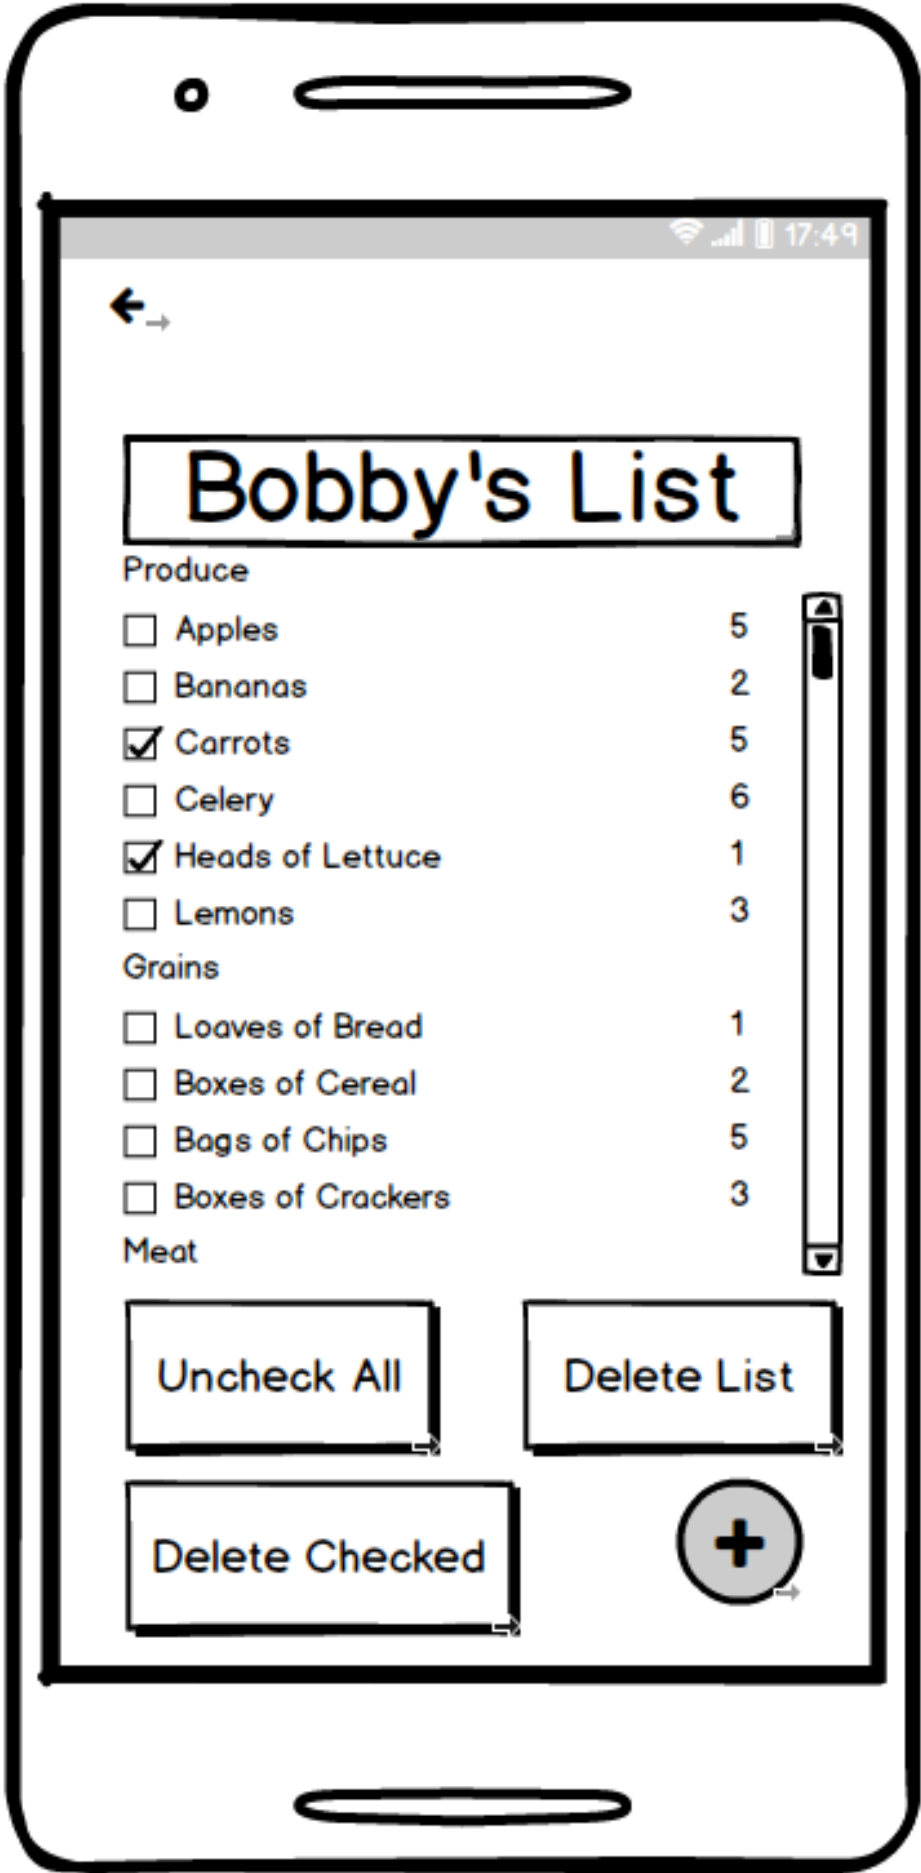 17:49
Bobby's List
Produce
Apples 5
Bananas 2
Carrots 5
Celery 6
Heads of Lettuce 1
Lemons 3
Grains
Loaves of Bread 1
Boxes of Cereal 2
Bags of Chips 5
Boxes of Crackers 3
Meat
Uncheck All Delete List
Delete Checked